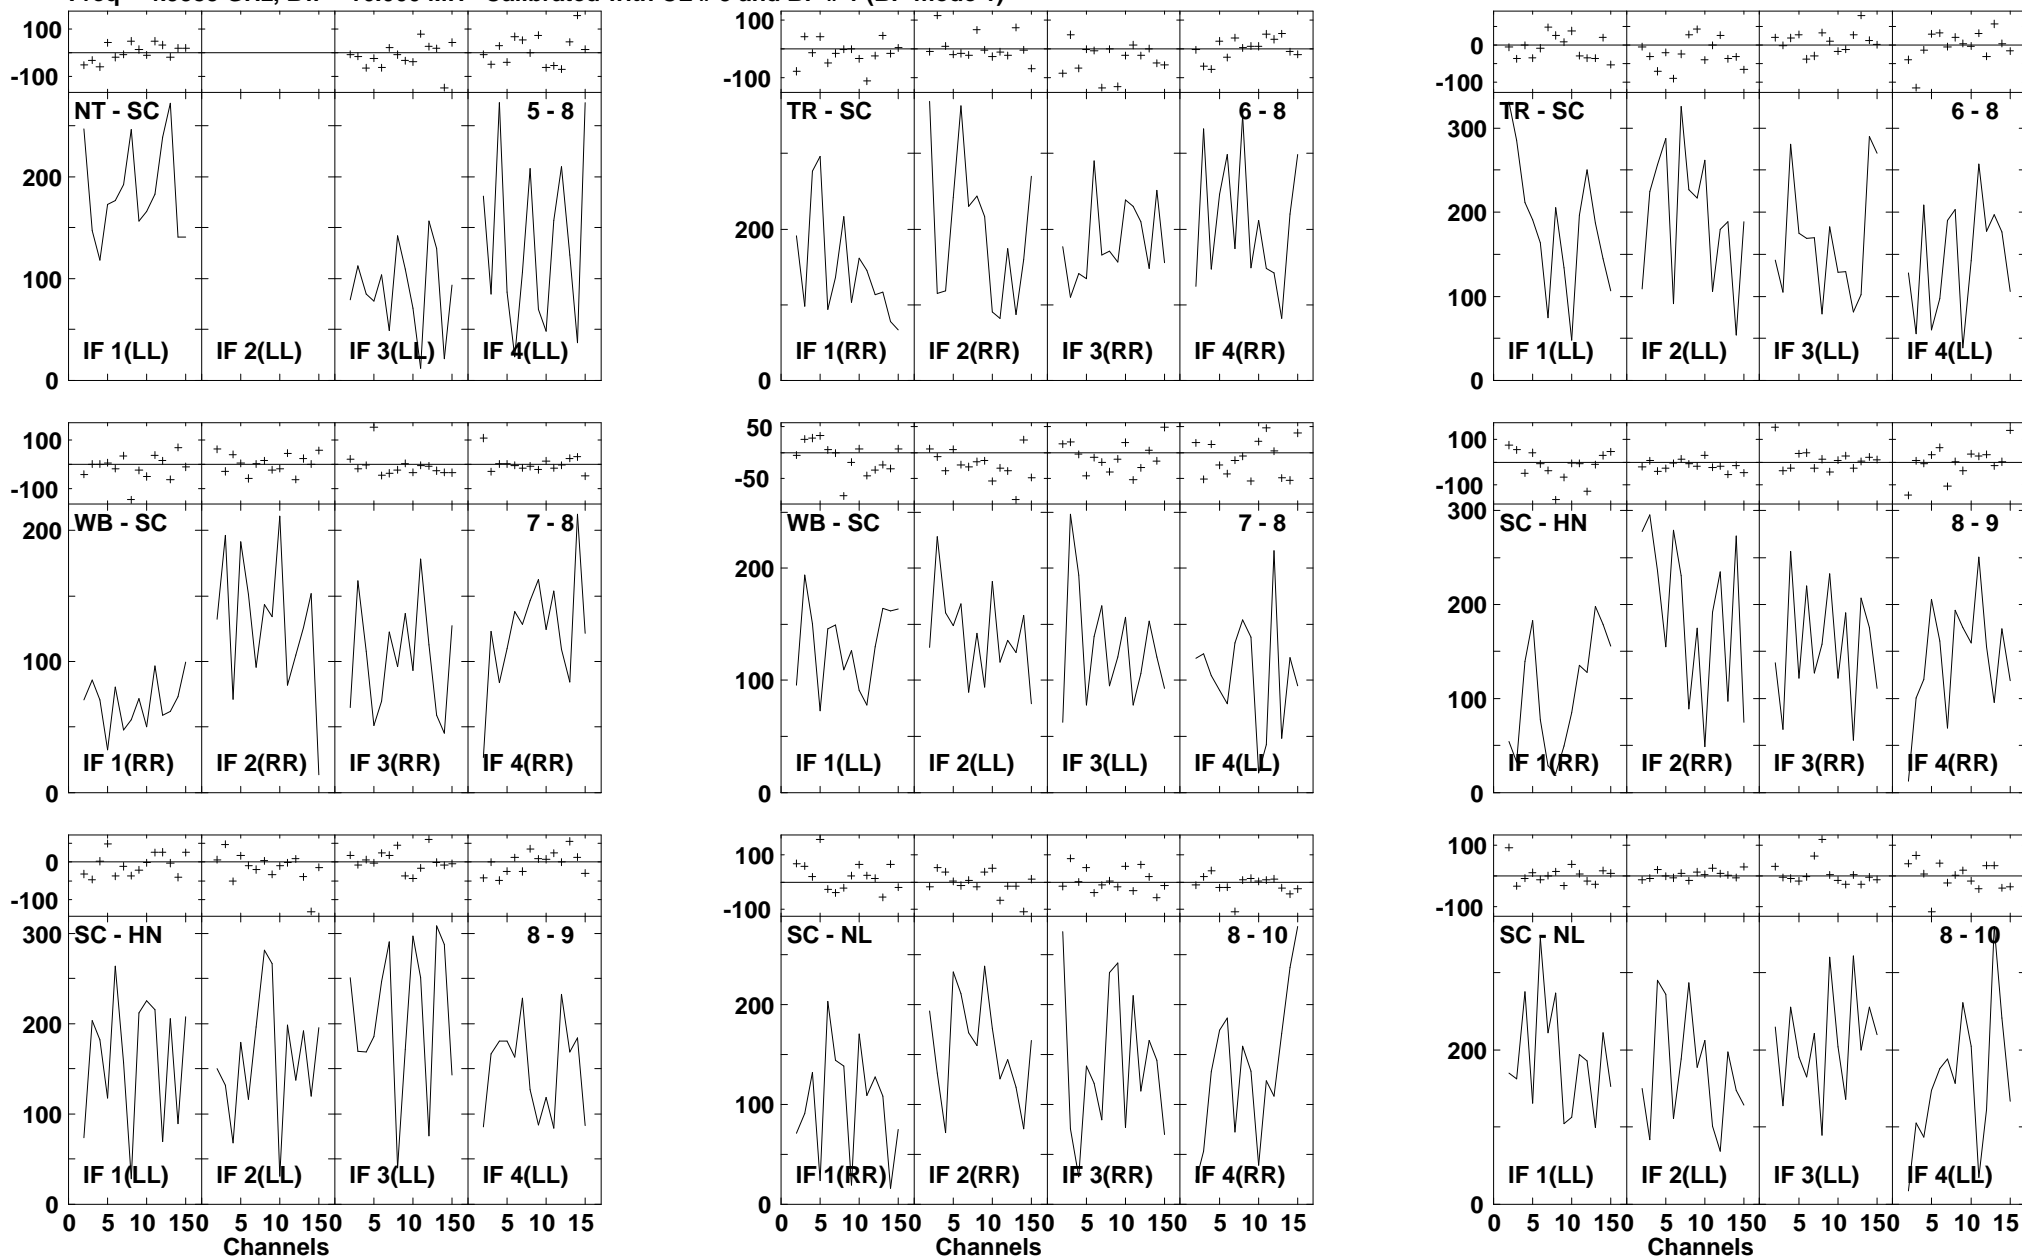 100
-100
NT - SC
5 - 8
200
100
0
IF 1(LL)
IF 2(LL)
IF 3(LL)
IF 4(LL)
100
-100
TR - SC
6 - 8
200
0
IF 1(RR)
IF 2(RR)
IF 3(RR)
IF 4(RR)
0
-100
TR - SC
6 - 8
300
200
100
0
IF 1(LL)
IF 2(LL)
IF 3(LL)
IF 4(LL)
100
-100
WB - SC
7 - 8
200
100
0
IF 1(RR)
IF 2(RR)
IF 3(RR)
IF 4(RR)
50
-50
WB - SC
7 - 8
200
100
0
IF 1(LL)
IF 2(LL)
IF 3(LL)
IF 4(LL)
100
-100
SC - HN
8 - 9
300
200
100
0
IF 1(RR)
IF 2(RR)
IF 3(RR)
IF 4(RR)
0
-100
SC - HN
8 - 9
300
200
100
0
IF 1(LL)
IF 2(LL)
IF 3(LL)
IF 4(LL)
0 5 10 150 5 10 150 5 10 150 5 10 15
Channels
100
-100
SC - NL
8 - 10
200
100
0
IF 1(RR)
IF 2(RR)
IF 3(RR)
IF 4(RR)
0 5 10 150 5 10 150 5 10 150 5 10 15
Channels
100
-100
SC - NL
8 - 10
200
0
IF 1(LL)
IF 2(LL)
IF 3(LL)
IF 4(LL)
0 5 10 150 5 10 150 5 10 150 5 10 15
Channels